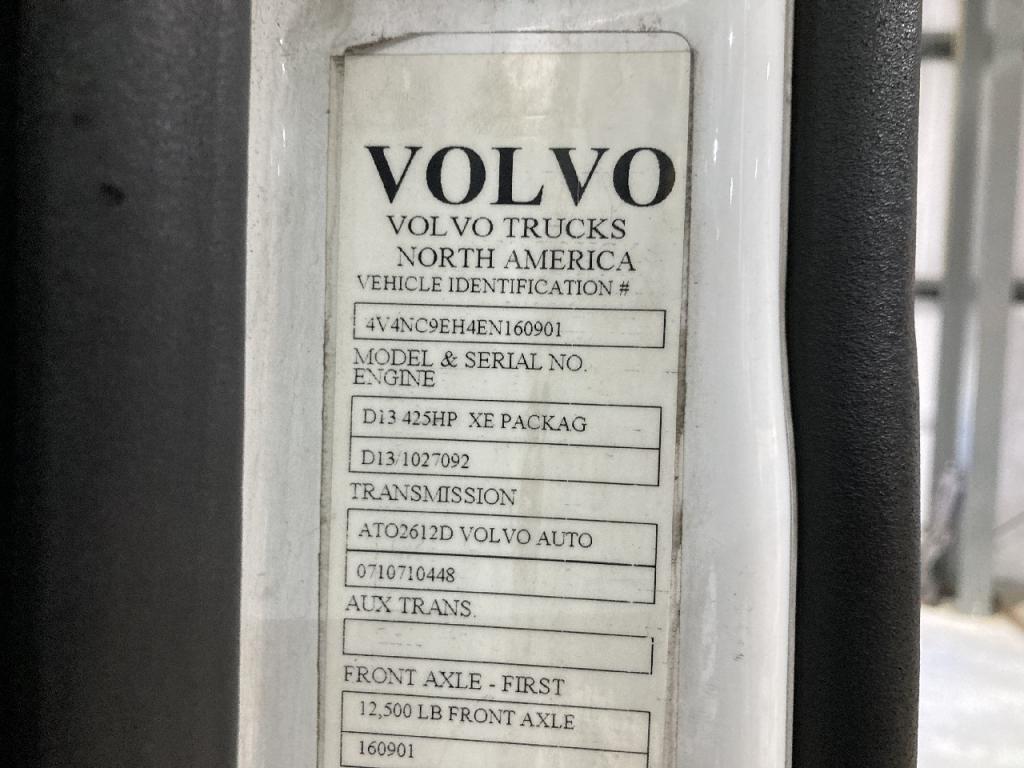 VOLVO
VOLVO TRUCKS
NORTH AMERICA
VEHICLE IDENTIFICATION #
4V4NC9EH4EN160901
MODEL & SERIAL NO.
ENGINE
D13 425HP XE PACKAG
D13/1027092
TRANSMISSION
ATO2612D VOLVO AUTO
0710710448
AUX TRANS.
FRONT AXLE - FIRST
12,500 LB FRONT AXLE
160901